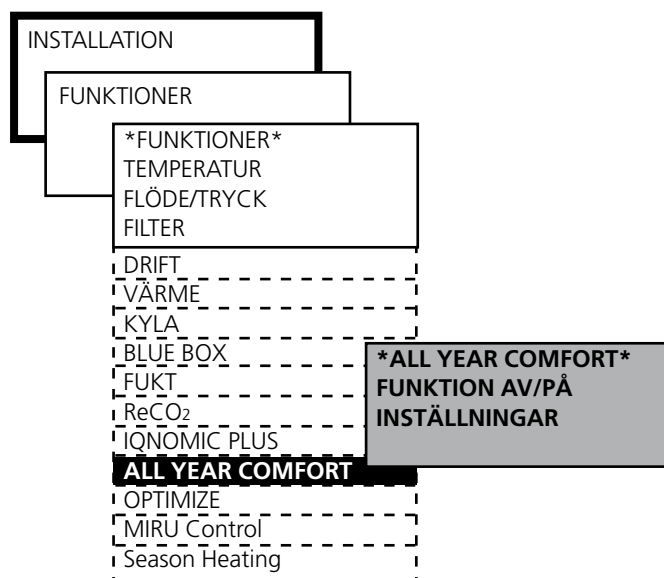 INSTALLATION
FUNKTIONER
*FUNKTIONER*
TEMPERATUR
FLÖDE/TRYCK
FILTER
DRIFT
VÄRME
KYLA
BLUE BOX
FUKT
ReCO₂
IQNOMIC PLUS
ALL YEAR COMFORT
OPTIMIZE
MIRU Control
Season Heating
*ALL YEAR COMFORT*
FUNKTION AV/PÅ
INSTÄLLNINGAR